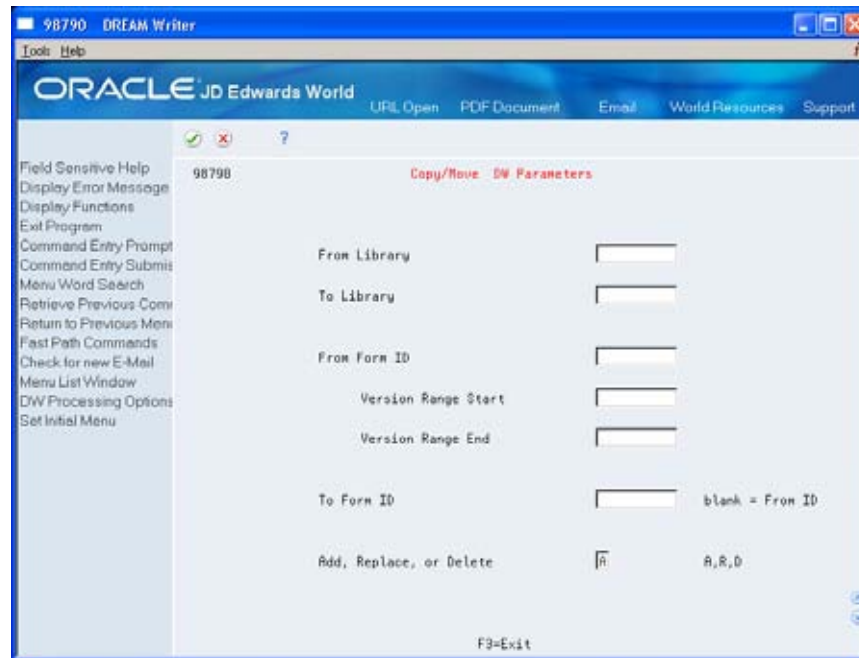 98790 DREAM Writer
Tools Help
ORACLE JD Edwards World
URL Open PDF Document Email World Resources Support
?
Field Sensitive Help
Display Error Message
Display Functions
Exit Program
Command Entry Prompt
Command Entry Submis
Menu Word Search
Retrieve Previous Com
Return to Previous Men
Fast Path Commands
Check for new E-Mail
Menu List Window
DW Processing Options
Set Initial Menu
98798 Copy/Move DW Parameters
From Library
To Library
From Form ID
Version Range Start
Version Range End
To Form ID blank = From ID
Add, Replace, or Delete A A,R,D
F3=Exit